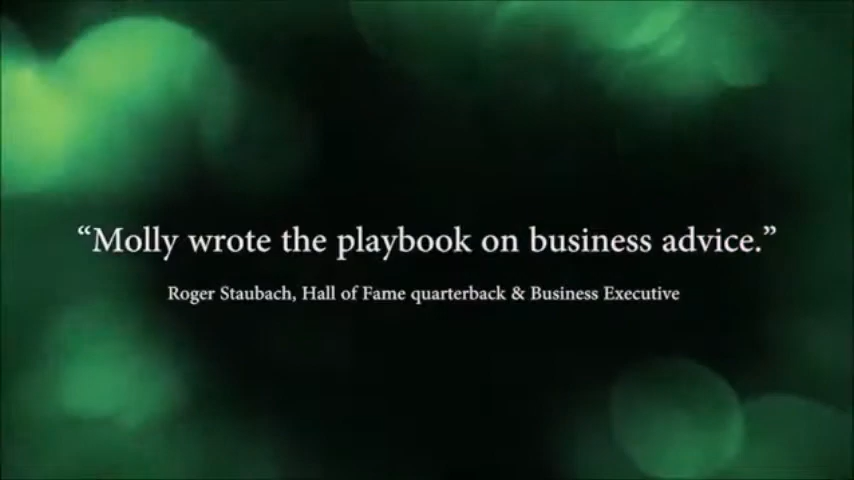 “Molly wrote the playbook on business advice.”
Roger Staubach, Hall of Fame quarterback & Business Executive